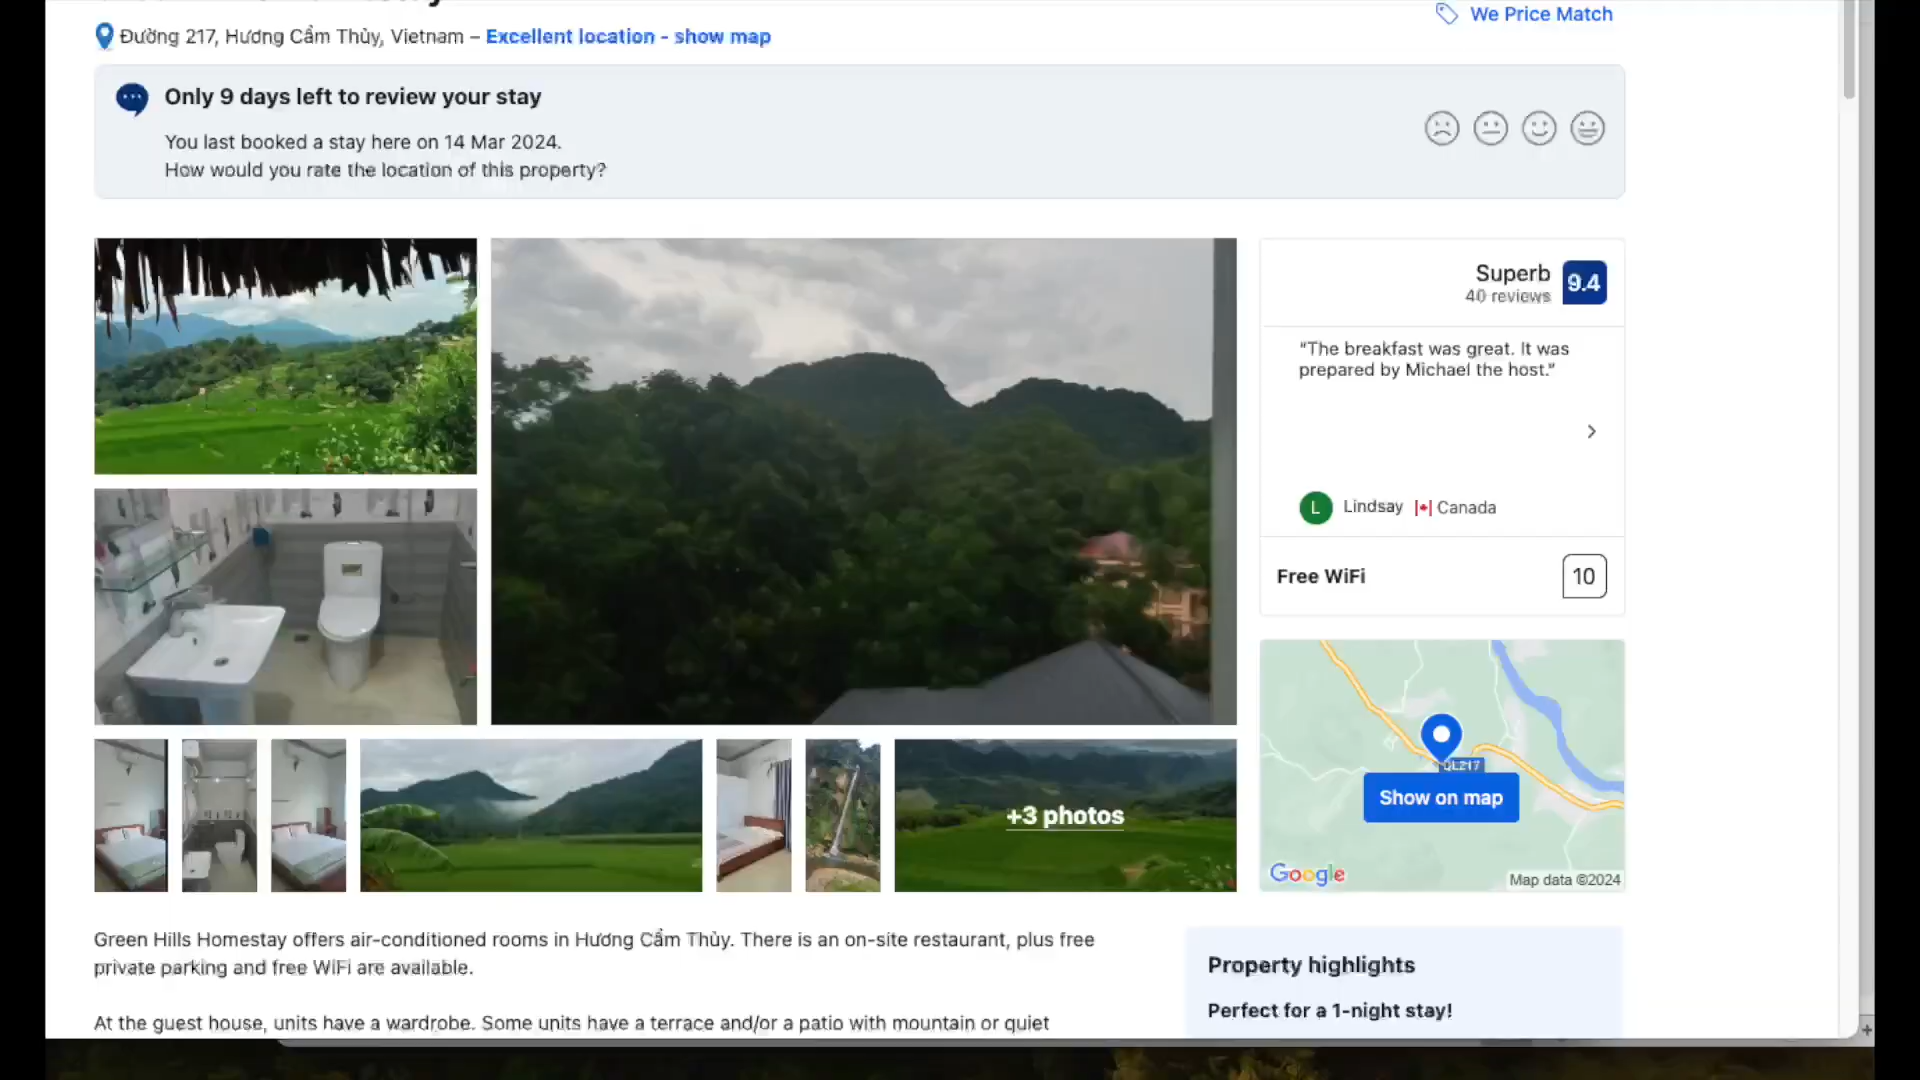 We Price Match
Đường 217, Hương Cẩm Thủy, Vietnam – Excellent location - show map
Only 9 days left to review your stay
You last booked a stay here on 14 Mar 2024.
How would you rate the location of this property?
Superb
40 reviews
9.4
“The breakfast was great. It was
prepared by Michael the host.”
L
Lindsay
Canada
Free WiFi
10
QL217
Show on map
Google
Map data ©2024
+3 photos
Green Hills Homestay offers air-conditioned rooms in Hương Cẩm Thủy. There is an on-site restaurant, plus free
private parking and free WiFi are available.
At the guest house, units have a wardrobe. Some units have a terrace and/or a patio with mountain or quiet
Property highlights
Perfect for a 1-night stay!